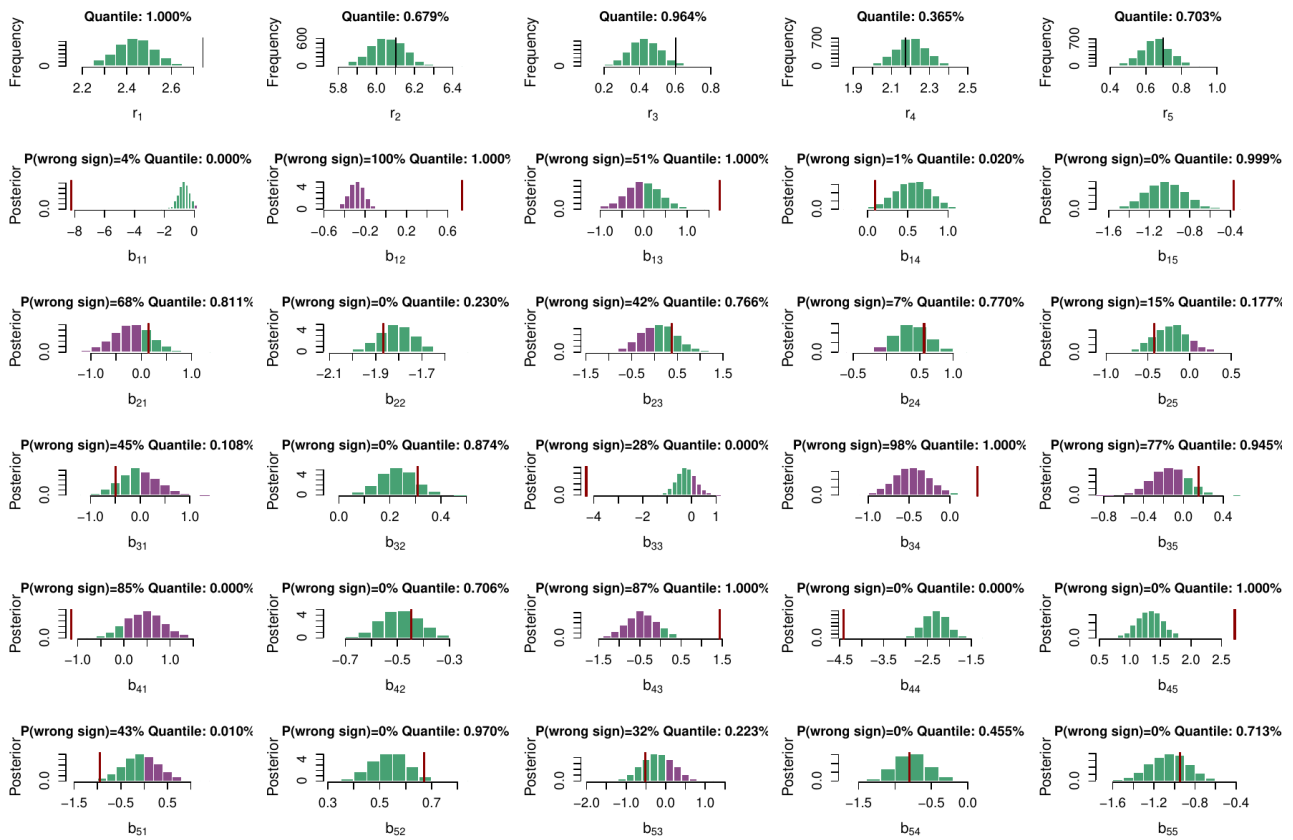 Quantile: 1.000% Quantile: 0.679% Quantile: 0.964% Quantile: 0.365% Quantile: 0.703%
Frequency 0 Frequency 0 600 Frequency 0 Frequency 0 700 Frequency 0 700
2.2 2.4 2.6 5.8 6.0 6.2 6.4 0.2 0.4 0.6 0.8 1.9 2.1 2.3 2.5 0.4 0.6 0.8 1.0
r1 r2 r3 r4 r5
P(wrong sign)=4% Quantile: 0.000% P(wrong sign)=100% Quantile: 1.000% P(wrong sign)=51% Quantile: 1.000% P(wrong sign)=1% Quantile: 0.020% P(wrong sign)=0% Quantile: 0.999%
Posterior 0.0 Posterior 0 4 Posterior 0.0 Posterior 0.0 Posterior 0.0
−8 −6 −4 −2 0 −0.6 −0.2 0.2 0.6 −1.0 0.0 1.0 0.0 0.5 1.0 −1.6 −1.2 −0.8 −0.4
b11 b12 b13 b14 b15
P(wrong sign)=68% Quantile: 0.811% P(wrong sign)=0% Quantile: 0.230% P(wrong sign)=42% Quantile: 0.766% P(wrong sign)=7% Quantile: 0.770% P(wrong sign)=15% Quantile: 0.177%
Posterior 0.0 Posterior 0 4 Posterior 0.0 Posterior 0.0 Posterior 0.0
−1.0 0.0 0.5 1.0 −2.1 −1.9 −1.7 −1.5 −0.5 0.5 1.5 −0.5 0.5 1.0 −1.0 0.0 0.5
b21 b22 b23 b24 b25
P(wrong sign)=45% Quantile: 0.108% P(wrong sign)=0% Quantile: 0.874% P(wrong sign)=28% Quantile: 0.000% P(wrong sign)=98% Quantile: 1.000% P(wrong sign)=77% Quantile: 0.945%
Posterior 0.0 Posterior 0 4 Posterior 0.0 Posterior 0.0 Posterior 0.0
−1.0 0.0 1.0 0.0 0.2 0.4 −4 −2 0 1 −1.0 0.0 −0.8 −0.4 0.0 0.4
b31 b32 b33 b34 b35
P(wrong sign)=85% Quantile: 0.000% P(wrong sign)=0% Quantile: 0.706% P(wrong sign)=87% Quantile: 1.000% P(wrong sign)=0% Quantile: 0.000% P(wrong sign)=0% Quantile: 1.000%
Posterior 0.0 Posterior 0 4 Posterior 0.0 Posterior 0.0 Posterior 0.0
−1.0 0.0 1.0 −0.7 −0.5 −0.3 −1.5 −0.5 0.5 1.5 −4.5 −3.5 −2.5 −1.5 0.5 1.0 1.5 2.0 2.5
b41 b42 b43 b44 b45
P(wrong sign)=43% Quantile: 0.010% P(wrong sign)=0% Quantile: 0.970% P(wrong sign)=32% Quantile: 0.223% P(wrong sign)=0% Quantile: 0.455% P(wrong sign)=0% Quantile: 0.713%
Posterior 0.0 Posterior 0 4 Posterior 0.0 Posterior 0.0 Posterior 0.0
−1.5 −0.5 0.5 0.3 0.5 0.7 −2.0 −1.0 0.0 1.0 −1.5 −0.5 0.0 −1.6 −1.2 −0.8 −0.4
b51 b52 b53 b54 b55